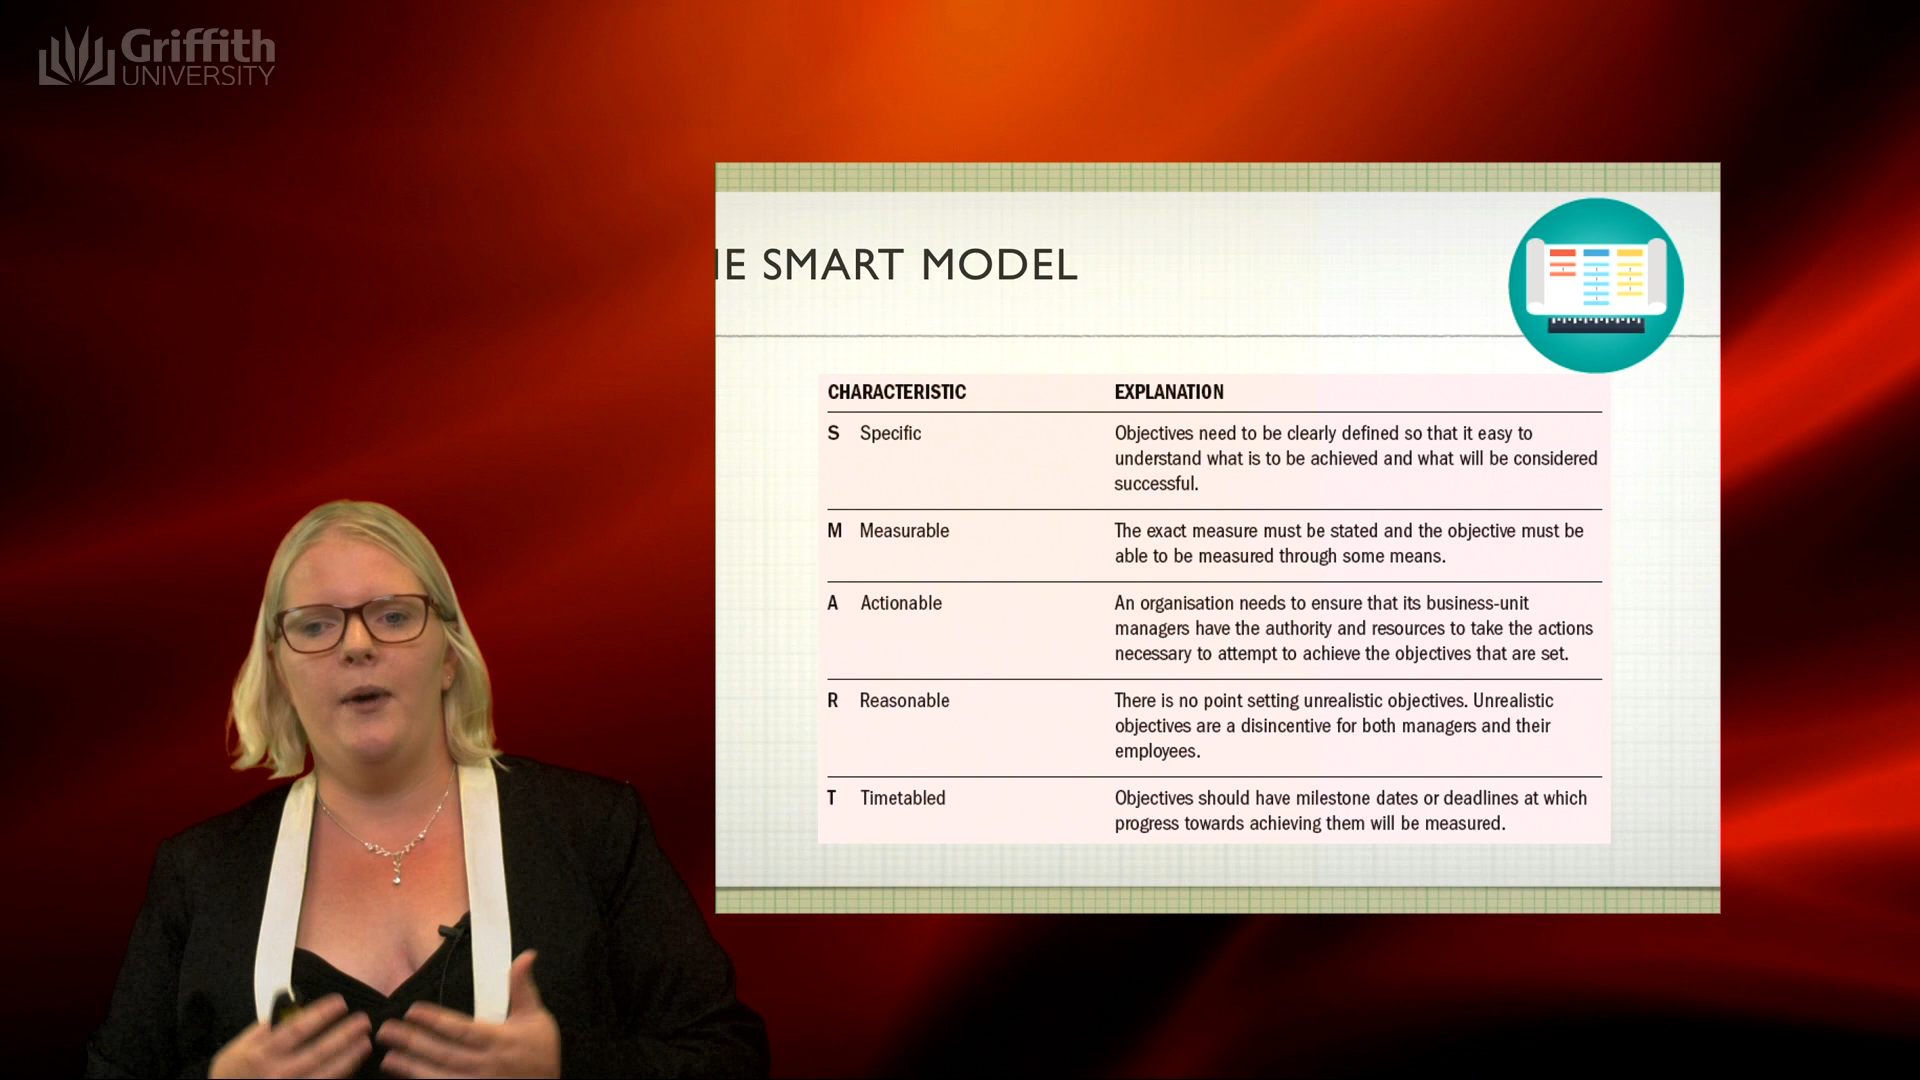 Griffith
UNIVERSITY
HE SMART MODEL
CHARACTERISTIC EXPLANATION
S Specific Objectives need to be clearly defined so that it easy to
understand what is to be achieved and what will be considered
successful.
M Measurable The exact measure must be stated and the objective must be
able to be measured through some means.
A Actionable An organisation needs to ensure that its business-unit
managers have the authority and resources to take the actions
necessary to attempt to achieve the objectives that are set.
R Reasonable There is no point setting unrealistic objectives. Unrealistic
objectives are a disincentive for both managers and their
employees.
T Timetabled Objectives should have milestone dates or deadlines at which
progress towards achieving them will be measured.